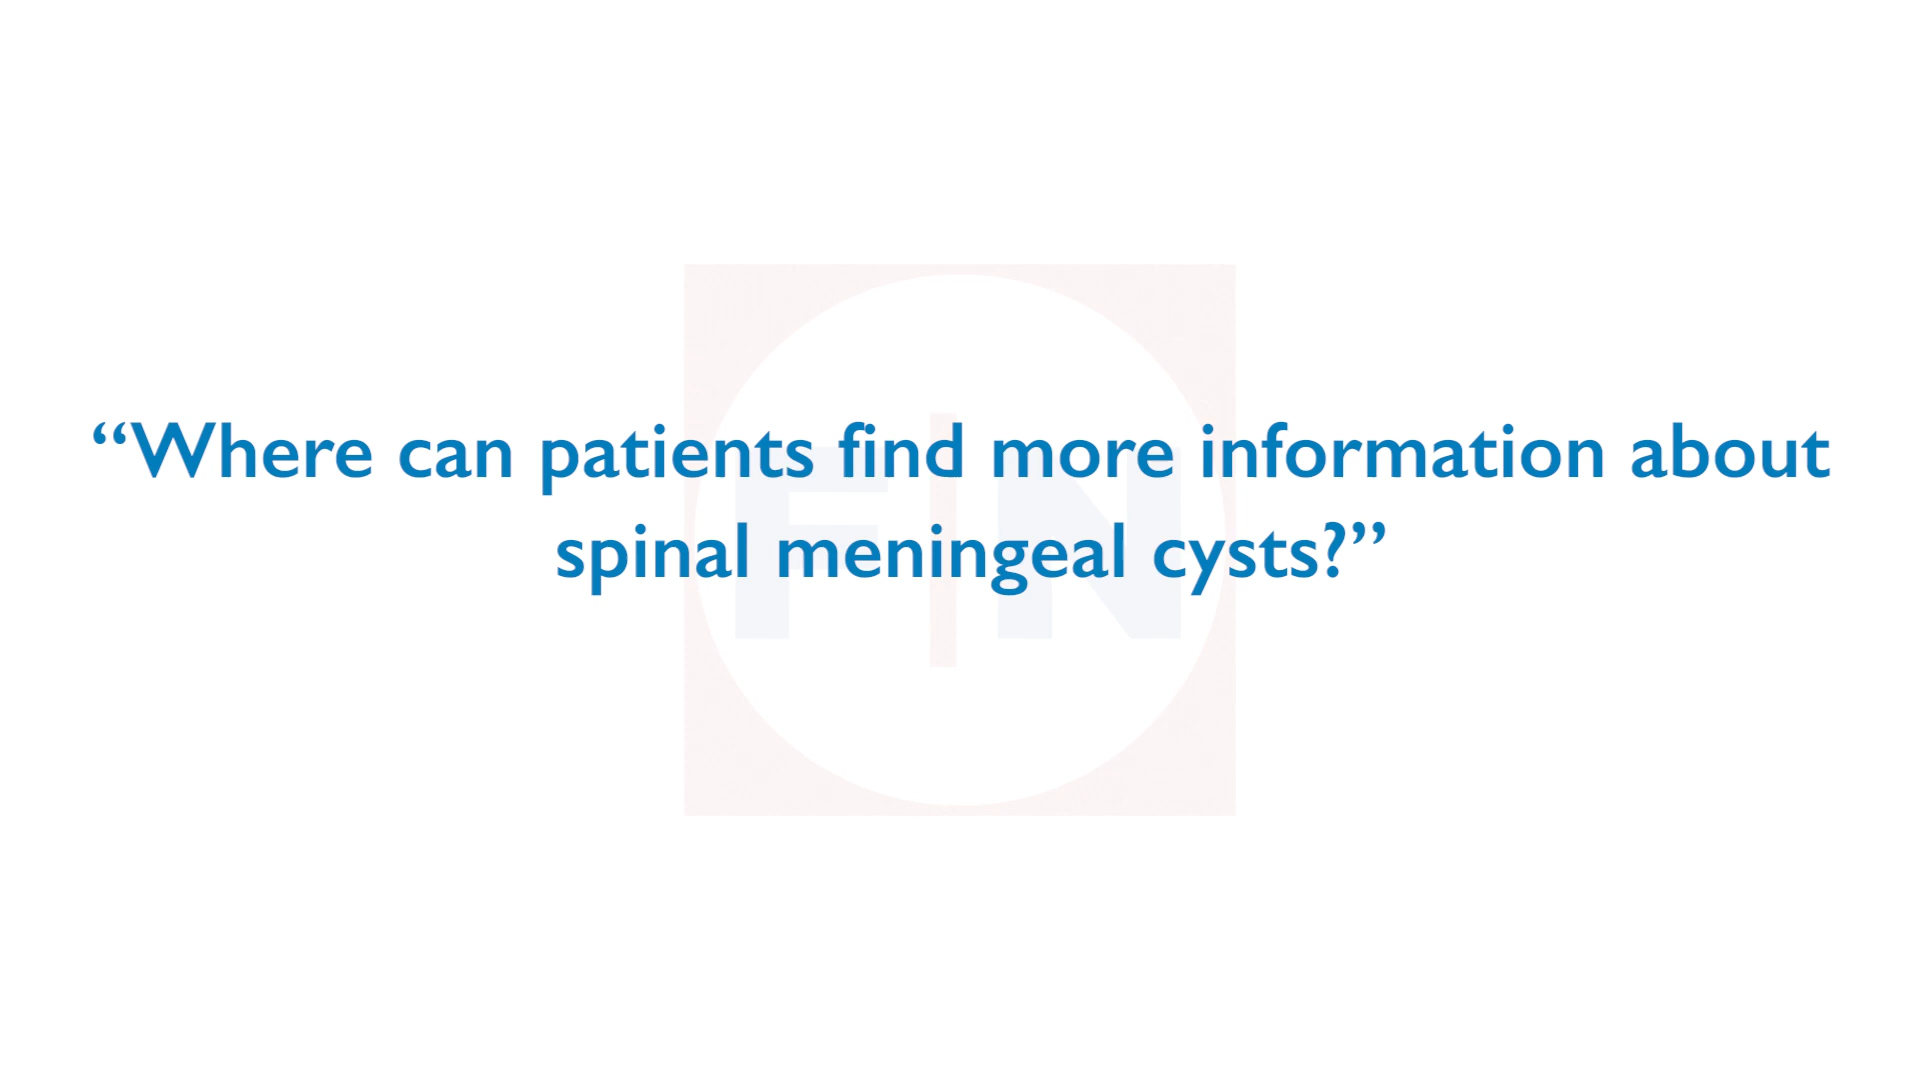 “Where can patients find more information about
spinal meningeal cysts?”
F|N